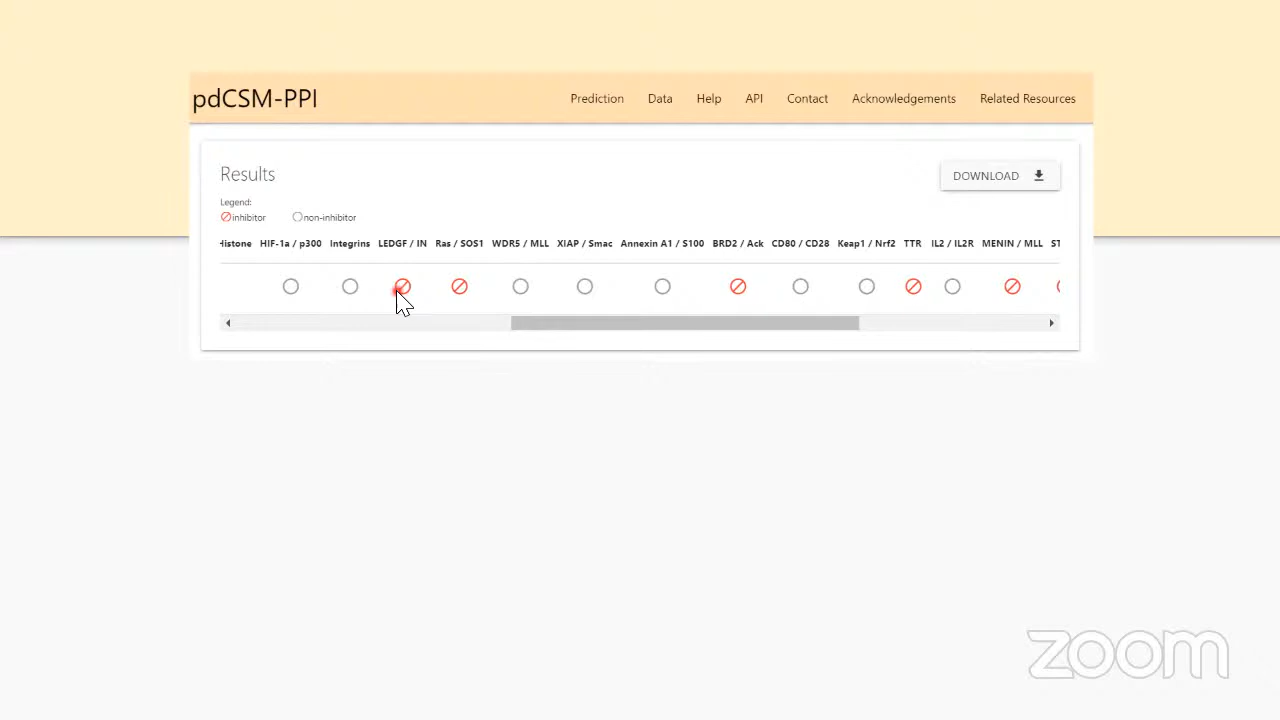 pdCSM-PPI
Prediction Data Help API Contact Acknowledgements Related Resources
Results
DOWNLOAD
Legend:
inhibitor non-inhibitor
Histone HIF-1a / p300 Integrins LEDGF / IN Ras / SOS1 WDR5 / MLL XIAP / Smac Annexin A1 / S100 BRD2 / Ack CD80 / CD28 Keap1 / Nrf2 TTR IL2 / IL2R MENIN / MLL ST
zoom